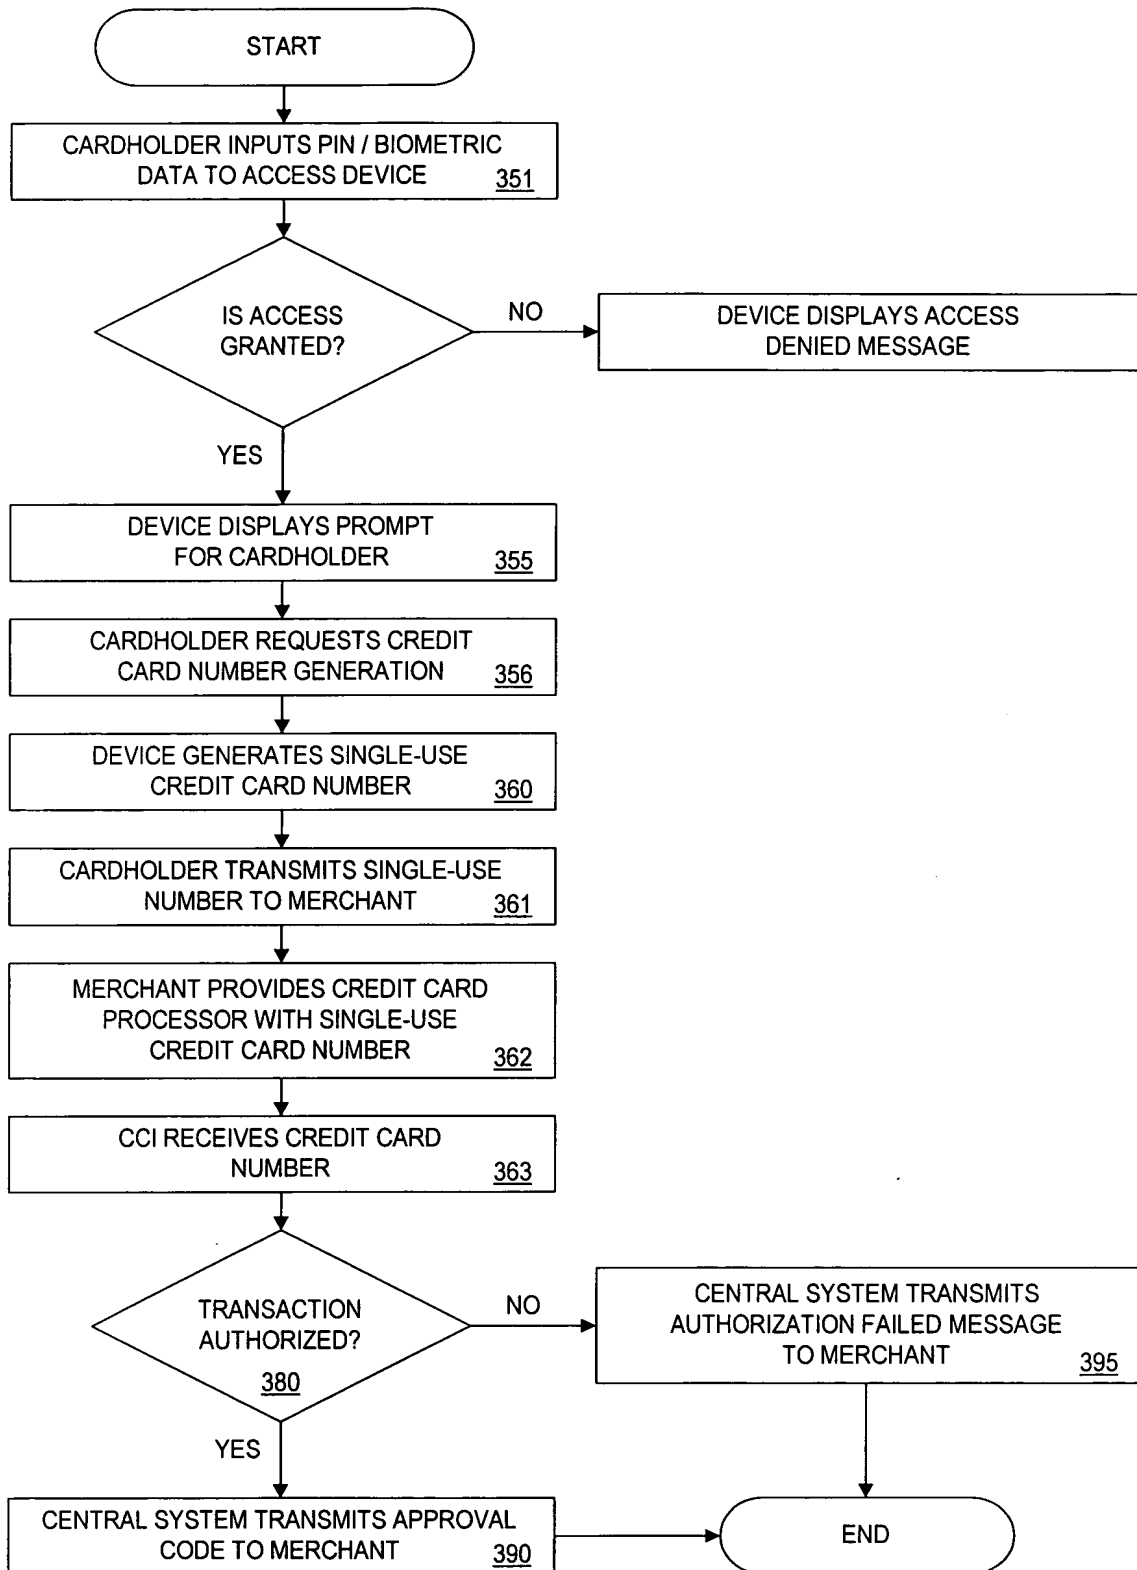 START
CARDHOLDER INPUTS PIN / BIOMETRIC
DATA TO ACCESS DEVICE 351
IS ACCESS
GRANTED?
NO
DEVICE DISPLAYS ACCESS
DENIED MESSAGE
YES
DEVICE DISPLAYS PROMPT
FOR CARDHOLDER 355
CARDHOLDER REQUESTS CREDIT
CARD NUMBER GENERATION 356
DEVICE GENERATES SINGLE-USE
CREDIT CARD NUMBER 360
CARDHOLDER TRANSMITS SINGLE-USE
NUMBER TO MERCHANT 361
MERCHANT PROVIDES CREDIT CARD
PROCESSOR WITH SINGLE-USE
CREDIT CARD NUMBER 362
CCI RECEIVES CREDIT CARD
NUMBER 363
TRANSACTION
AUTHORIZED?
380
NO
CENTRAL SYSTEM TRANSMITS
AUTHORIZATION FAILED MESSAGE
TO MERCHANT 395
YES
CENTRAL SYSTEM TRANSMITS APPROVAL
CODE TO MERCHANT 390
END